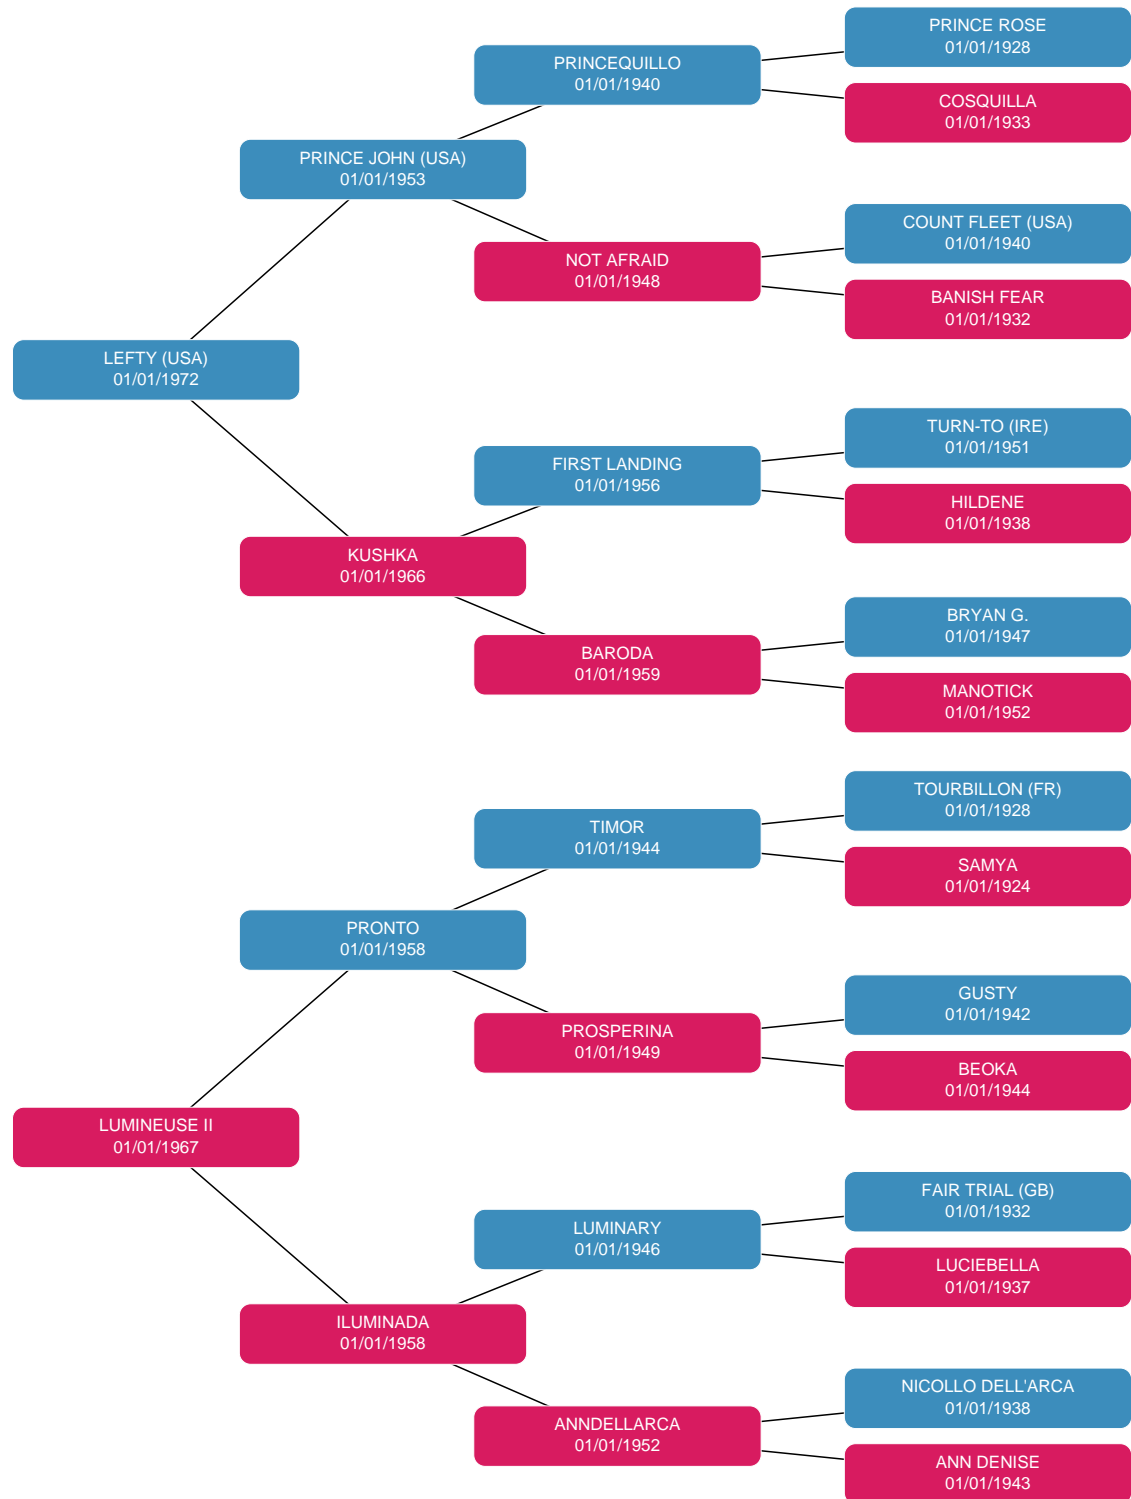 PRINCE ROSE
01/01/1928
PRINCEQUILLO
01/01/1940
COSQUILLA
01/01/1933
PRINCE JOHN (USA)
01/01/1953
COUNT FLEET (USA)
01/01/1940
NOT AFRAID
01/01/1948
BANISH FEAR
01/01/1932
LEFTY (USA)
01/01/1972
TURN-TO (IRE)
01/01/1951
FIRST LANDING
01/01/1956
HILDENE
01/01/1938
KUSHKA
01/01/1966
BRYAN G.
01/01/1947
BARODA
01/01/1959
MANOTICK
01/01/1952
TOURBILLON (FR)
01/01/1928
TIMOR
01/01/1944
SAMYA
01/01/1924
PRONTO
01/01/1958
GUSTY
01/01/1942
PROSPERINA
01/01/1949
BEOKA
01/01/1944
LUMINEUSE II
01/01/1967
FAIR TRIAL (GB)
01/01/1932
LUMINARY
01/01/1946
LUCIEBELLA
01/01/1937
ILUMINADA
01/01/1958
NICOLLO DELL'ARCA
01/01/1938
ANNDELLARCA
01/01/1952
ANN DENISE
01/01/1943